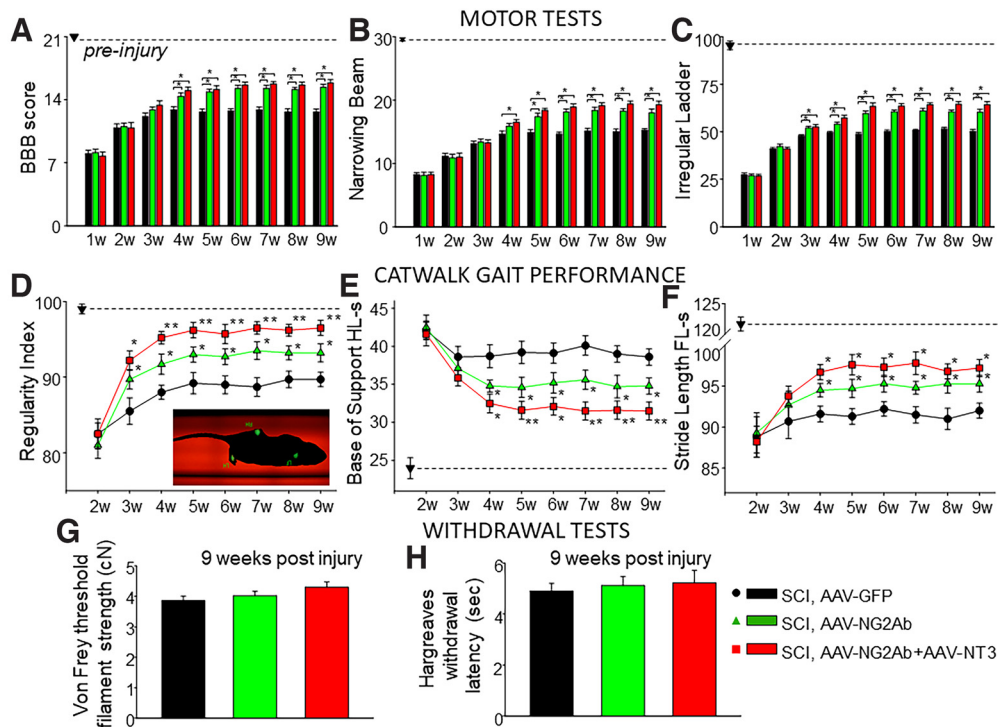 MOTOR TESTS
A
21
14
7
0
BBB score
pre-injury
1w 2w 3w 4w 5w 6w 7w 8w 9w
B
30
20
10
0
Narrowing Beam
1w 2w 3w 4w 5w 6w 7w 8w 9w
C
100
75
50
25
0
Irregular Ladder
1w 2w 3w 4w 5w 6w 7w 8w 9w
CATWALK GAIT PERFORMANCE
D
100
90
80
Regularity Index
2w 3w 4w 5w 6w 7w 8w 9w
E
45
40
35
30
25
Base of Support HL-s
2w 3w 4w 5w 6w 7w 8w 9w
F
125
120
100
95
90
85
Stride Length FL-s
2w 3w 4w 5w 6w 7w 8w 9w
WITHDRAWAL TESTS
G
9 weeks post injury
5
4
3
2
1
0
Von Frey threshold
filament strength (cN)
H
9 weeks post injury
6
4
2
0
Hargreaves
withdrawal
latency (sec)
SCI, AAV-GFP
SCI, AAV-NG2Ab
SCI, AAV-NG2Ab+AAV-NT3